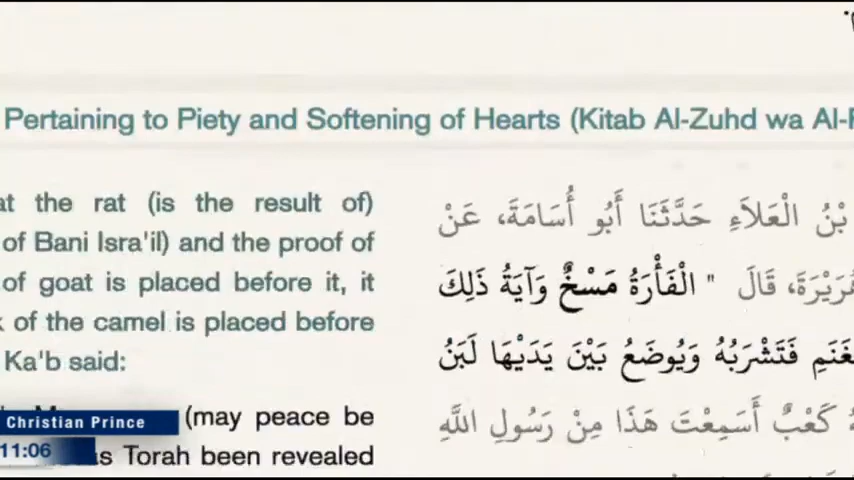 Pertaining to Piety and Softening of Hearts (Kitab Al-Zuhd wa Al-
at the rat (is the result of)
of Bani Isra'il) and the proof of
of goat is placed before it, it
of the camel is placed before
Ka'b said:
(may peace be
Torah been revealed
بْنُ الْعَلاَءِ حَدَّثَنَا أَبُو أُسَامَةَ، عَنْ
هُرَيْرَةَ، قَالَ " الْفَأْرَةُ مَسْخٌ وَآيَةُ ذَلِكَ
فَتَشْرَبُهُ وَيُوضَعُ بَيْنَ يَدَيْهَا لَبَنُ
كَعْبٌ أَسَمِعْتَ هَذَا مِنْ رَسُولِ اللَّهِ
Christian Prince
11:06